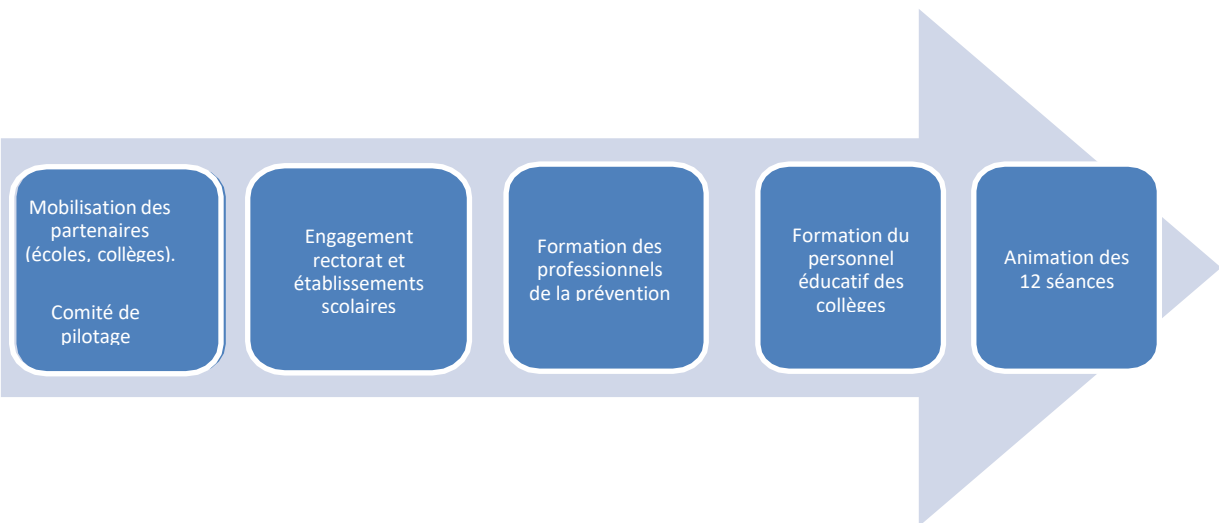 Mobilisation des
partenaires
(écoles, collèges).
Comité de
pilotage
Engagement
rectorat et
établissements
scolaires
Formation des
professionnels
de la prévention
Formation du
personnel
éducatif des
collèges
Animation des
12 séances